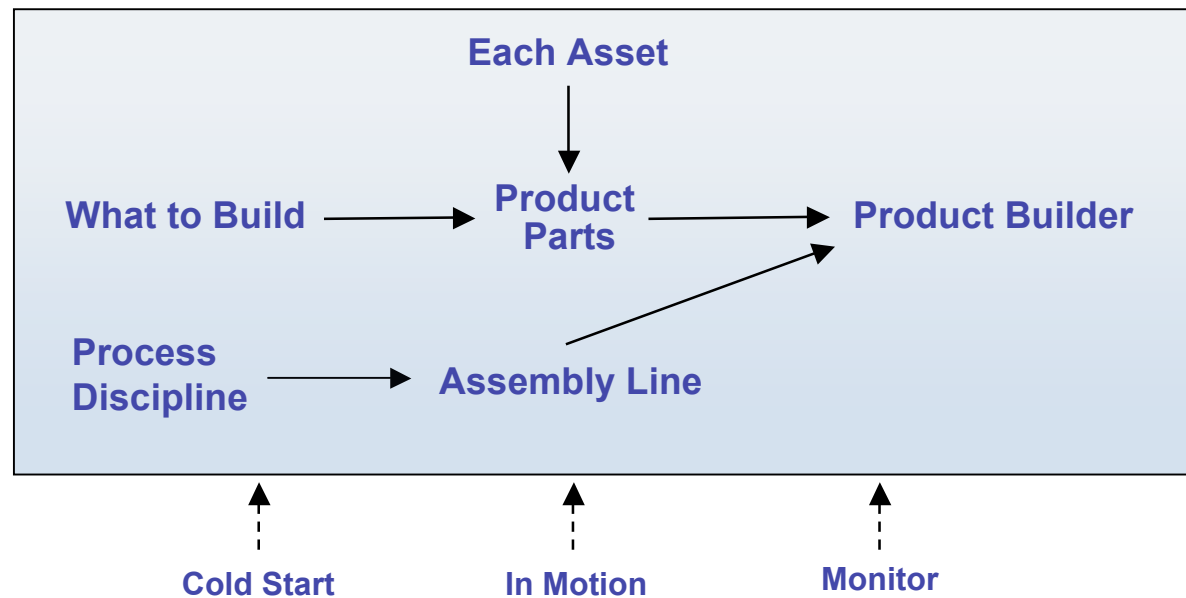 Each Asset
What to Build
Product
Parts
Product Builder
Process
Discipline
Assembly Line
Cold Start
In Motion
Monitor